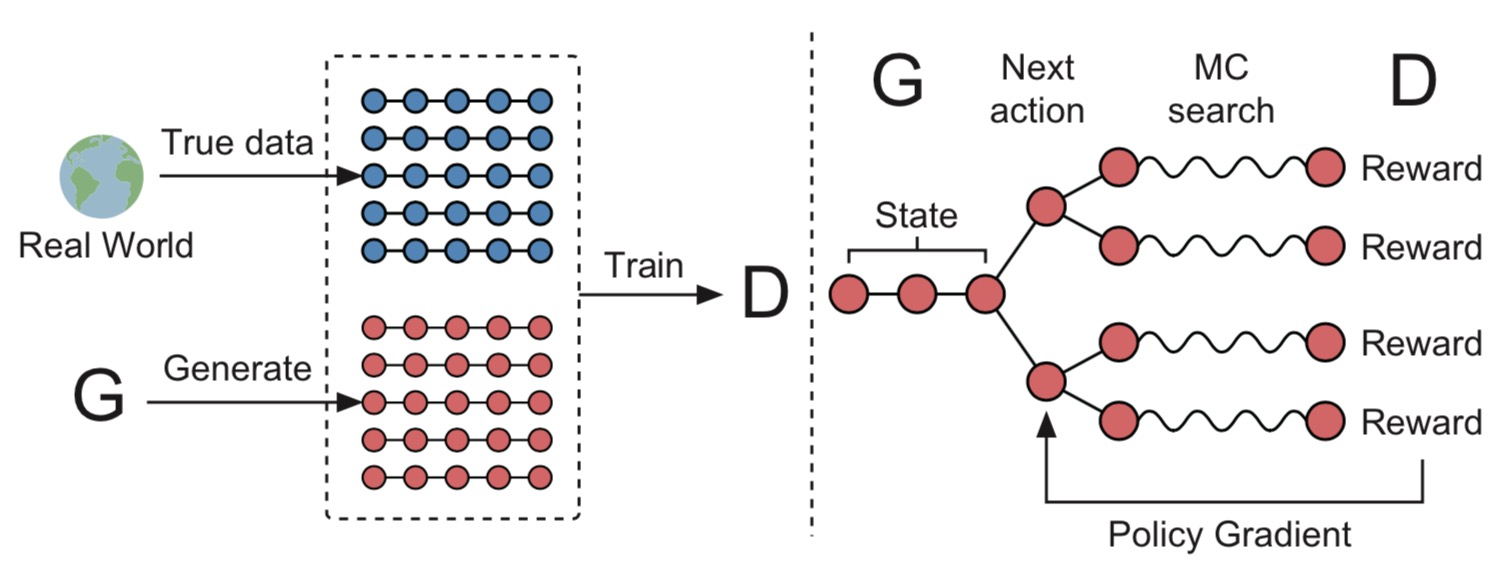 True data
Real World
G
Generate
Train
D
G
Next
action
MC
search
D
State
Reward
Reward
Reward
Reward
Policy Gradient